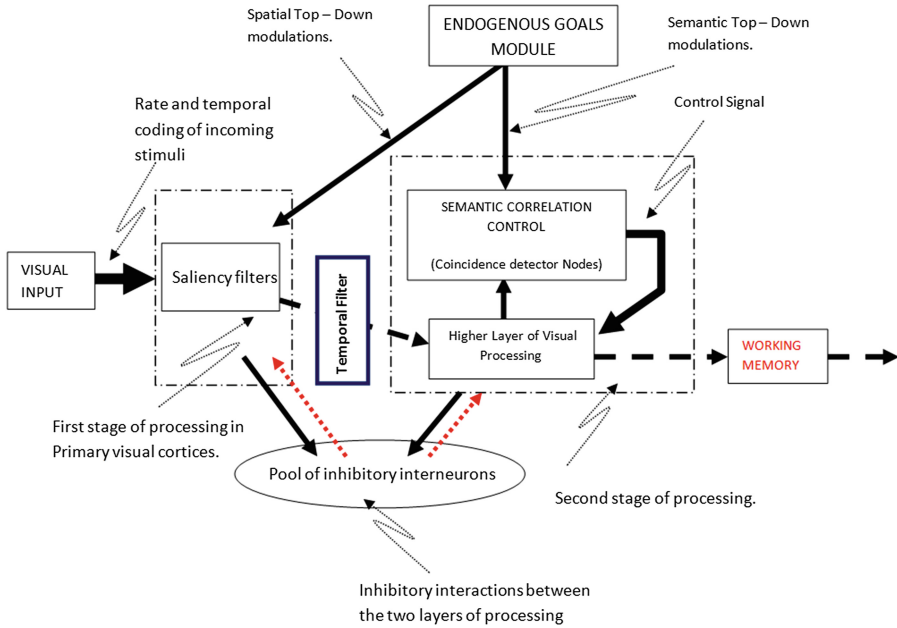 Spatial Top – Down
modulations.
ENDOGENOUS GOALS
MODULE
Semantic Top – Down
modulations.
Rate and temporal
coding of incoming
stimuli
Control Signal
SEMANTIC CORRELATION
CONTROL
(Coincidence detector Nodes)
VISUAL
INPUT
Saliency filters
Temporal Filter
Higher Layer of Visual
Processing
WORKING
MEMORY
First stage of processing in
Primary visual cortices.
Pool of inhibitory interneurons
Second stage of processing.
Inhibitory interactions between
the two layers of processing